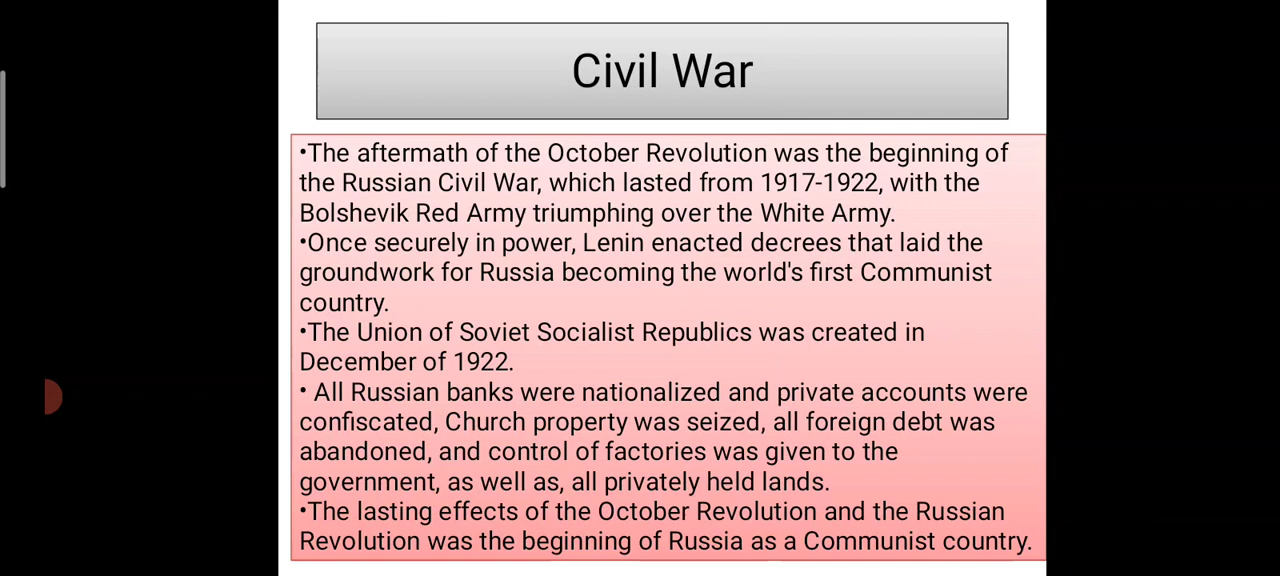 Civil War
•The aftermath of the October Revolution was the beginning of
the Russian Civil War, which lasted from 1917-1922, with the
Bolshevik Red Army triumphing over the White Army.
•Once securely in power, Lenin enacted decrees that laid the
groundwork for Russia becoming the world's first Communist
country.
•The Union of Soviet Socialist Republics was created in
December of 1922.
• All Russian banks were nationalized and private accounts were
confiscated, Church property was seized, all foreign debt was
abandoned, and control of factories was given to the
government, as well as, all privately held lands.
•The lasting effects of the October Revolution and the Russian
Revolution was the beginning of Russia as a Communist country.